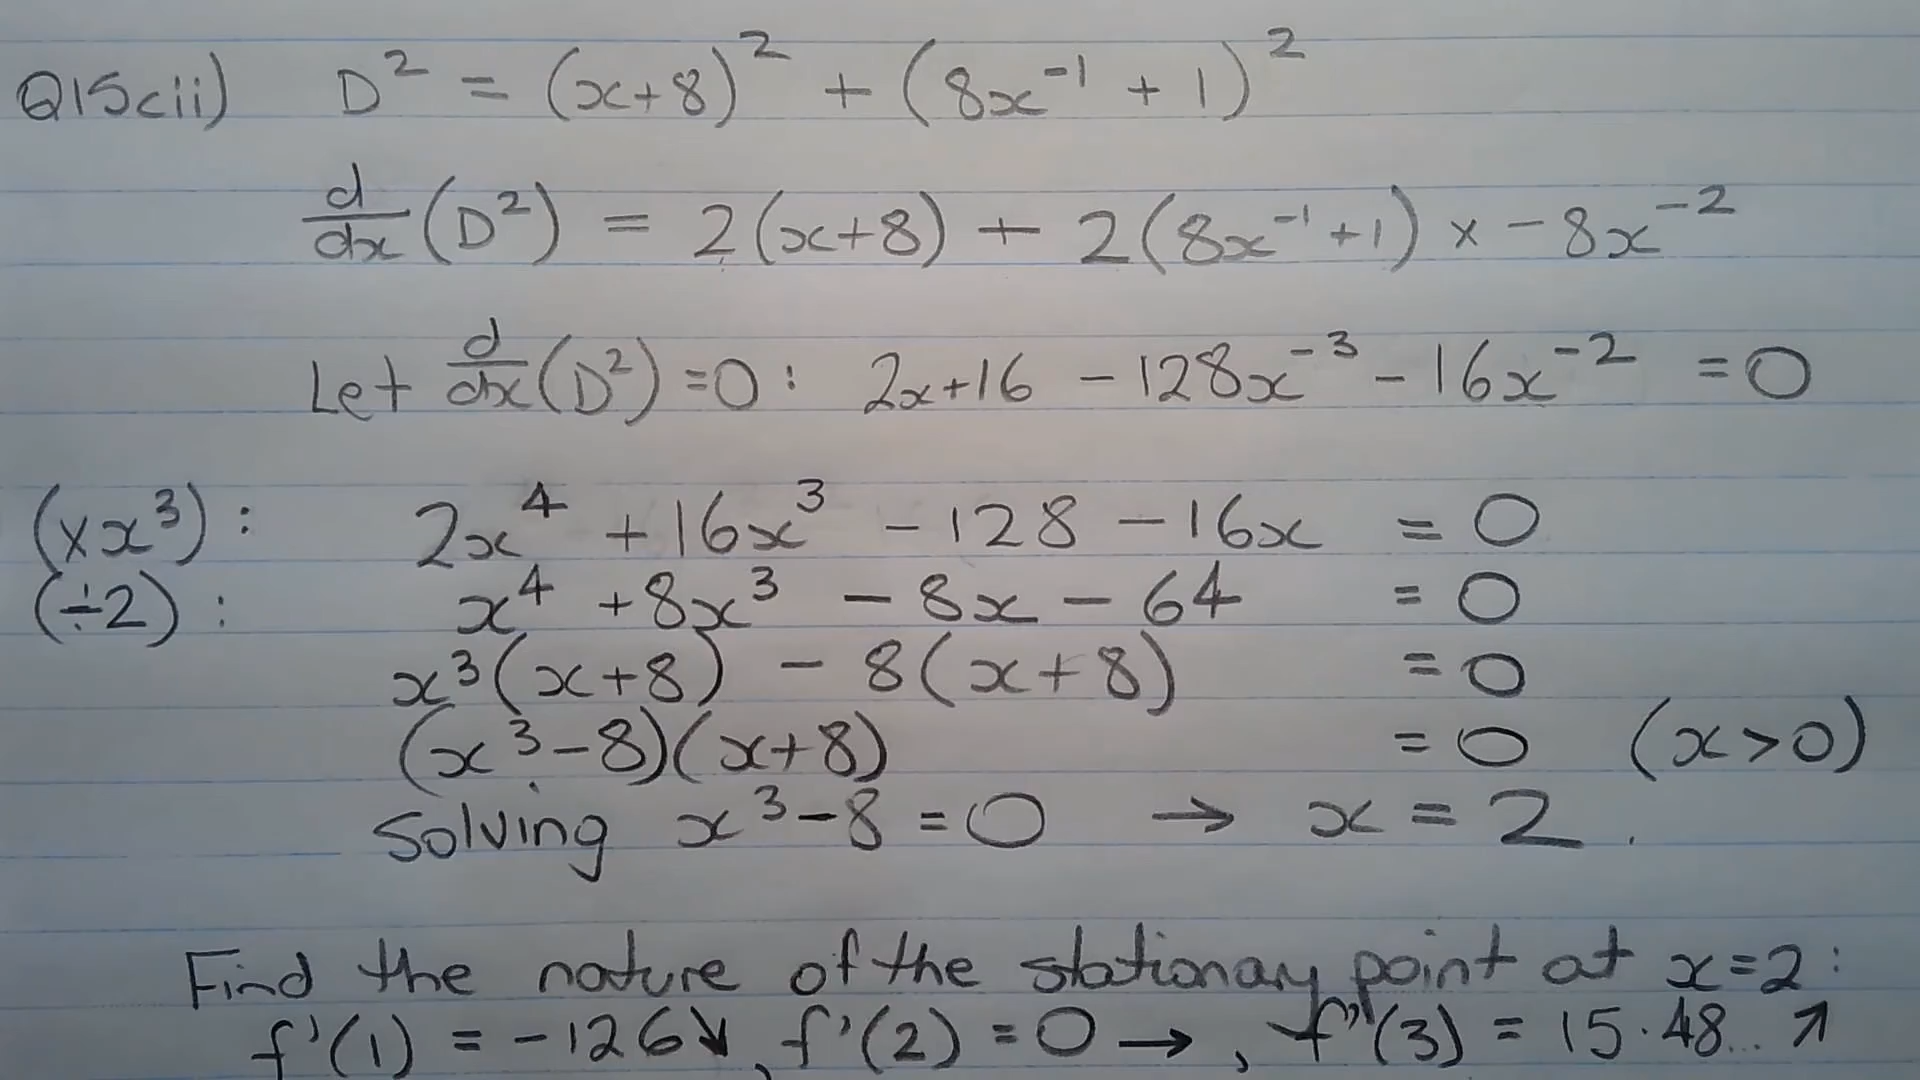 Q15cii) D² = (x+8)² + (8x⁻¹ + 1)²
d/dx (D²) = 2(x+8) + 2(8x⁻¹+1) × -8x⁻²
Let d/dx (D²) =0: 2x+16 - 128x⁻³ - 16x⁻² = 0
(×x³): 2x⁴ + 16x³ - 128 - 16x = 0
(÷2): x⁴ + 8x³ - 8x - 64 = 0
x³(x+8) - 8(x+8) = 0
(x³-8)(x+8) = 0 (x>0)
Solving x³-8 = 0 → x = 2.
Find the nature of the stationary point at x=2:
f'(1) = -126↘, f'(2) = 0 →, f'(3) = 15.48... ↗